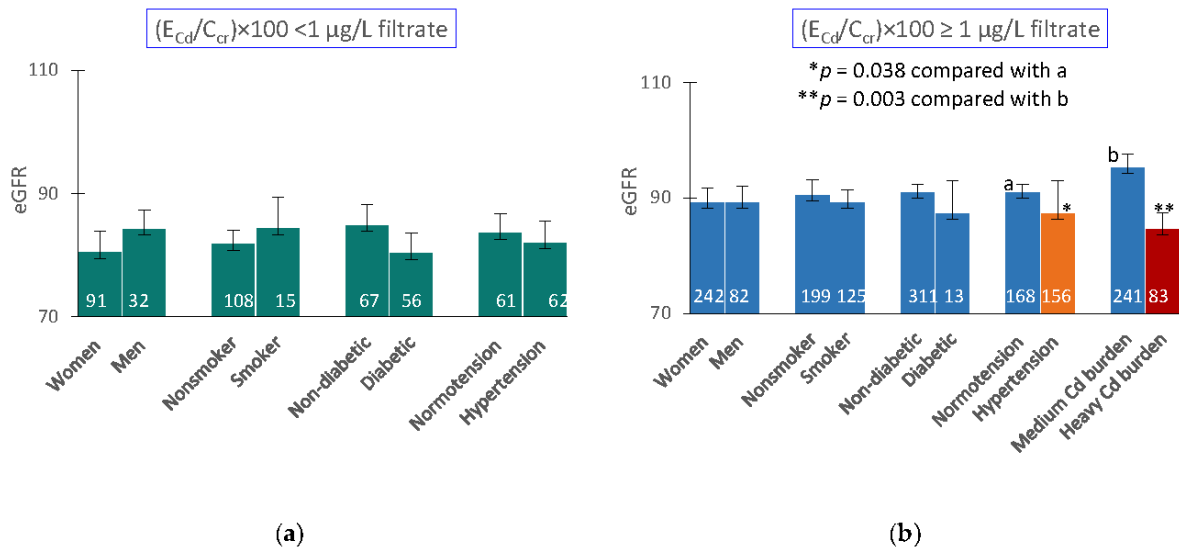 (E_Cd/C_cr)×100 <1 µg/L filtrate
110
90
70
eGFR
91
32
108
15
67
56
61
62
Women
Men
Nonsmoker
Smoker
Non-diabetic
Diabetic
Normotension
Hypertension
(a)
(E_Cd/C_cr)×100 ≥ 1 µg/L filtrate
*p = 0.038 compared with a
**p = 0.003 compared with b
110
90
70
eGFR
a
*
b
**
242
82
199
125
311
13
168
156
241
83
Women
Men
Nonsmoker
Smoker
Non-diabetic
Diabetic
Normotension
Hypertension
Medium Cd burden
Heavy Cd burden
(b)